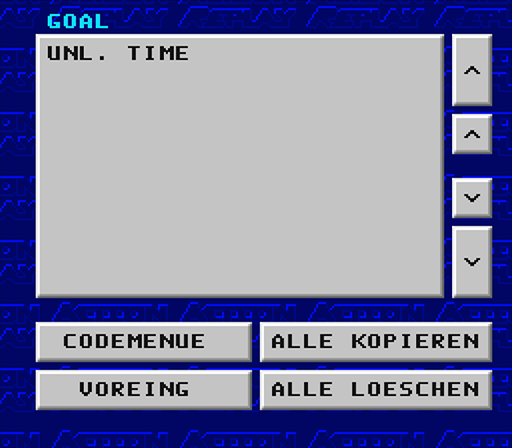 GOAL
UNL. TIME
CODEMENUE
ALLE KOPIEREN
VOREING
ALLE LOESCHEN